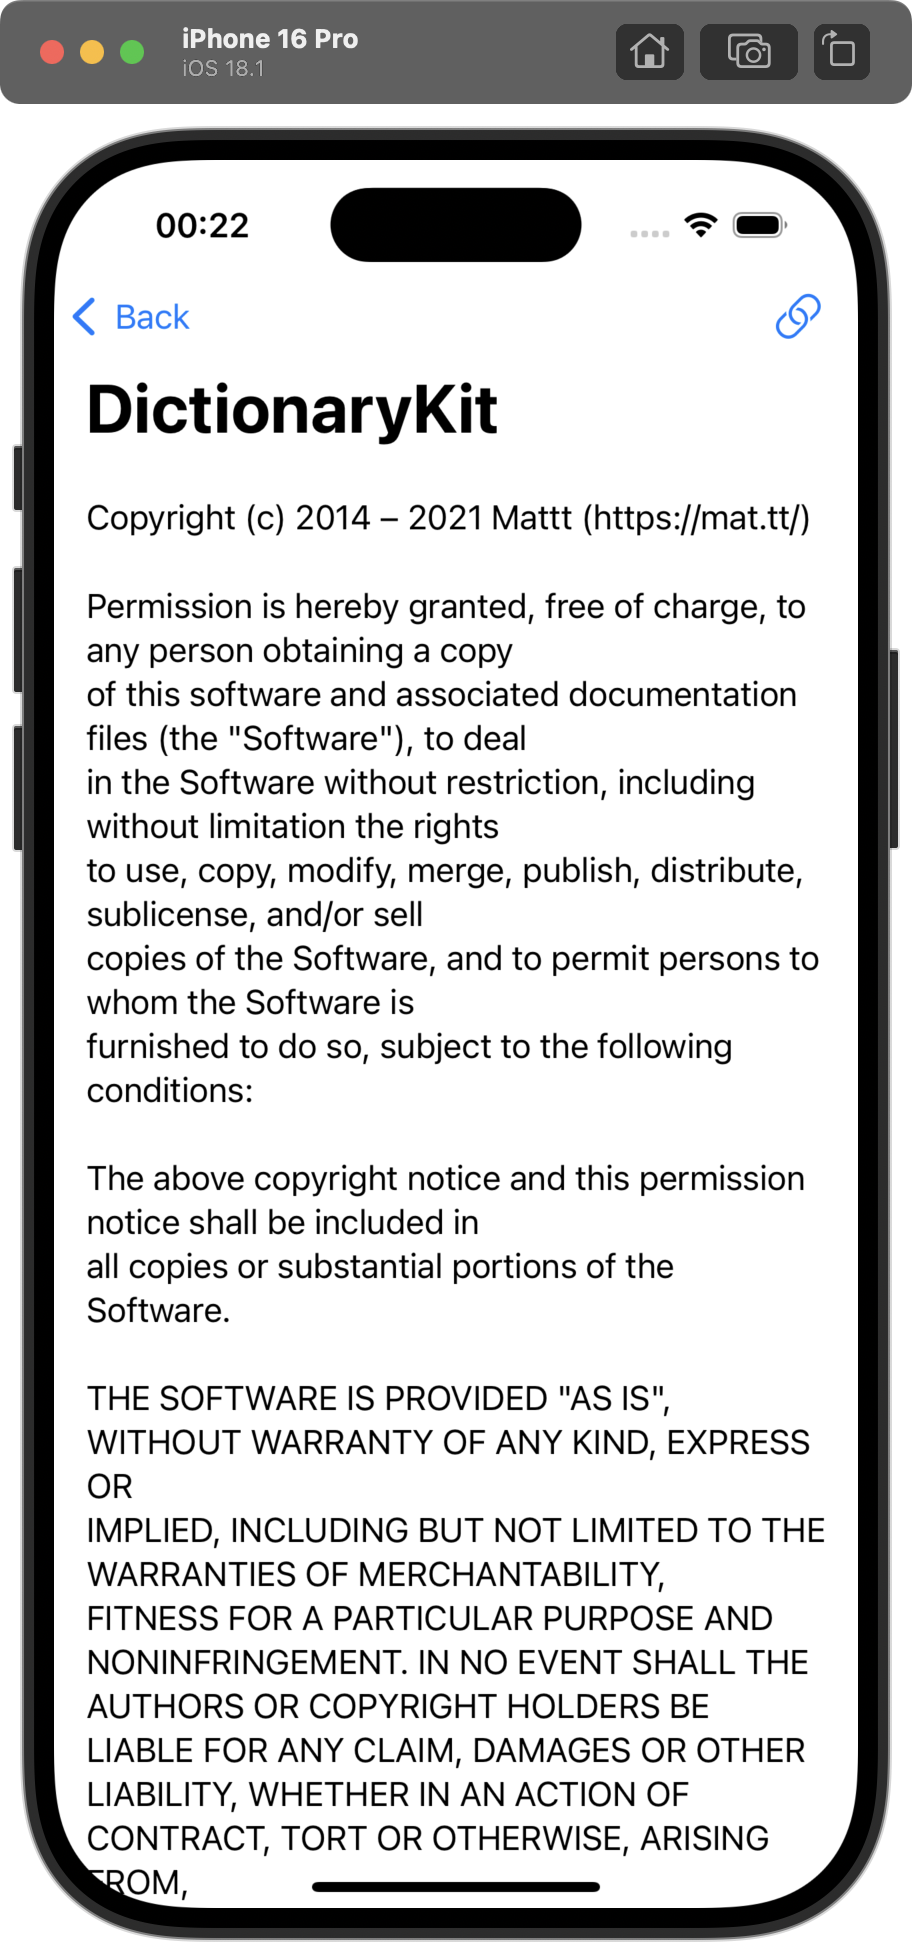 iPhone 16 Pro
iOS 18.1
00:22
Back
DictionaryKit
Copyright (c) 2014 – 2021 Mattt (https://mat.tt/)
Permission is hereby granted, free of charge, to
any person obtaining a copy
of this software and associated documentation
files (the "Software"), to deal
in the Software without restriction, including
without limitation the rights
to use, copy, modify, merge, publish, distribute,
sublicense, and/or sell
copies of the Software, and to permit persons to
whom the Software is
furnished to do so, subject to the following
conditions:
The above copyright notice and this permission
notice shall be included in
all copies or substantial portions of the
Software.
THE SOFTWARE IS PROVIDED "AS IS",
WITHOUT WARRANTY OF ANY KIND, EXPRESS
OR
IMPLIED, INCLUDING BUT NOT LIMITED TO THE
WARRANTIES OF MERCHANTABILITY,
FITNESS FOR A PARTICULAR PURPOSE AND
NONINFRINGEMENT. IN NO EVENT SHALL THE
AUTHORS OR COPYRIGHT HOLDERS BE
LIABLE FOR ANY CLAIM, DAMAGES OR OTHER
LIABILITY, WHETHER IN AN ACTION OF
CONTRACT, TORT OR OTHERWISE, ARISING
FROM,